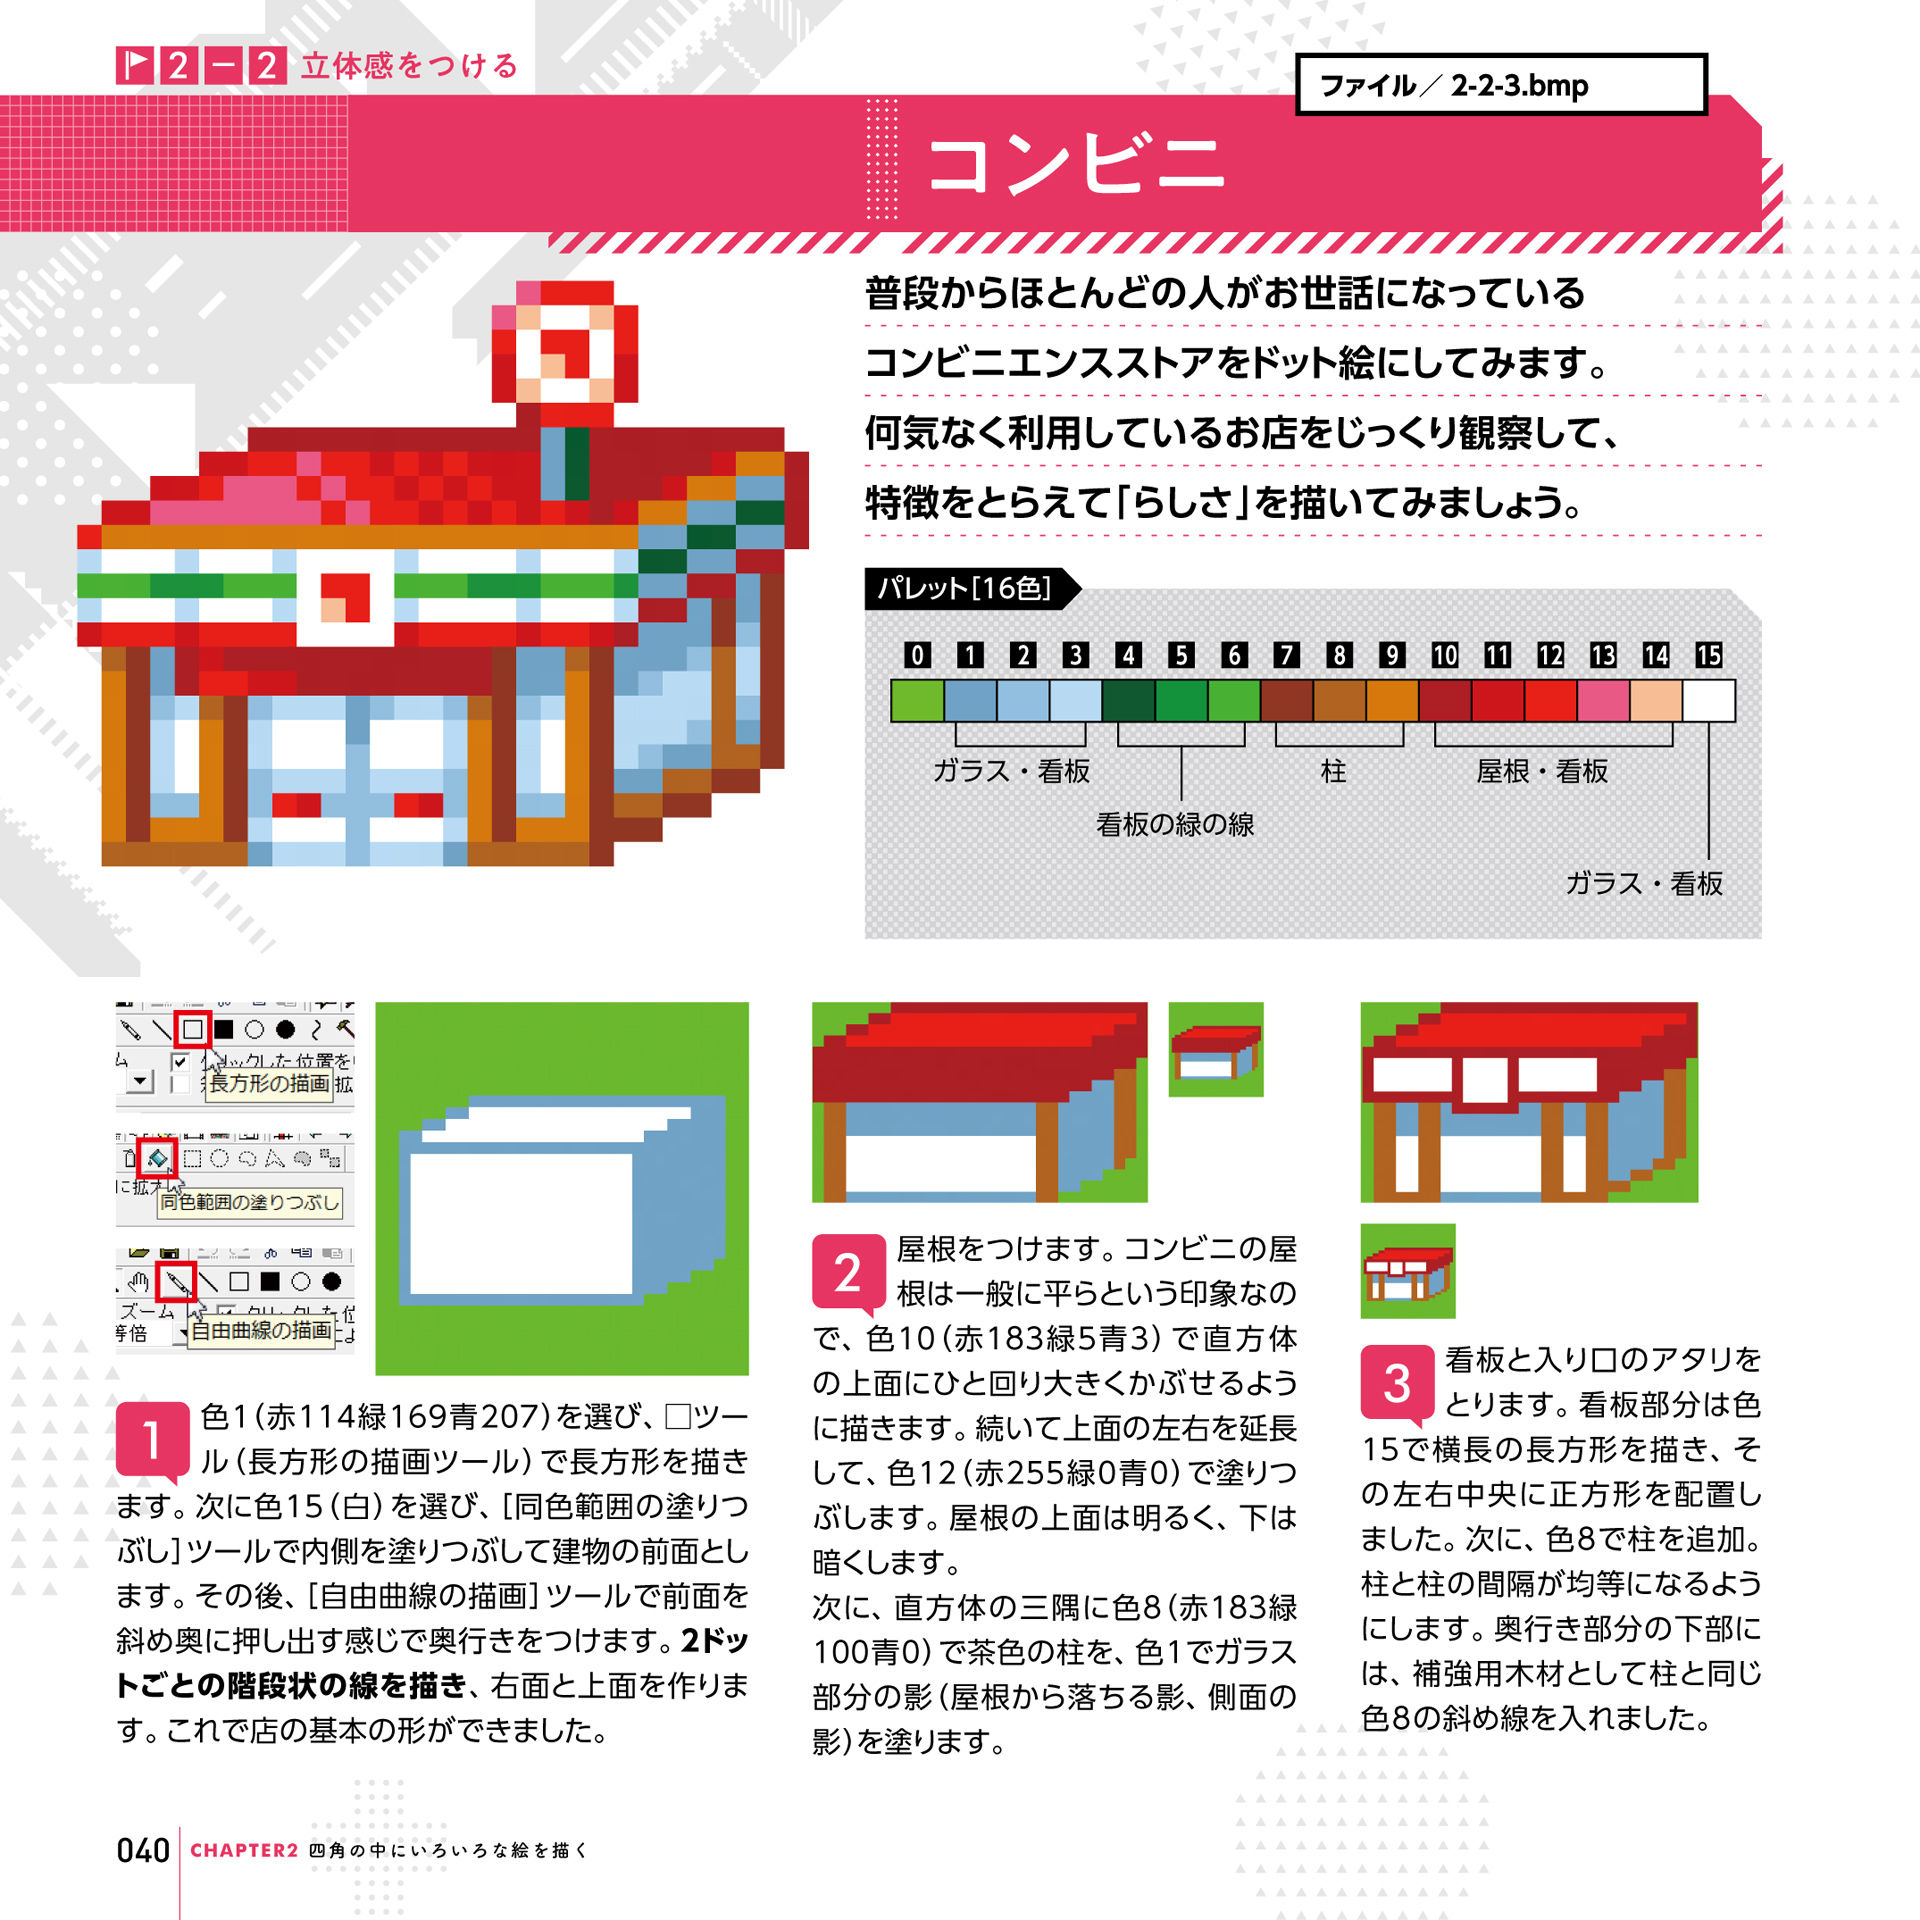 2-2 立体感をつける
ファイル／ 2-2-3.bmp
コンビニ
普段からほとんどの人がお世話になっている
コンビニエンスストアをドット絵にしてみます。
何気なく利用しているお店をじっくり観察して、
特徴をとらえて「らしさ」を描いてみましょう。
パレット[16色]
0 1 2 3 4 5 6 7 8 9 10 11 12 13 14 15
ガラス・看板
柱
屋根・看板
看板の緑の線
ガラス・看板
長方形の描画
同色範囲の塗りつぶし
ズーム
等倍
自由曲線の描画
1
色1（赤114緑169青207）を選び、□ツー
ル（長方形の描画ツール）で長方形を描き
ます。次に色15（白）を選び、［同色範囲の塗りつ
ぶし］ツールで内側を塗りつぶして建物の前面とし
ます。その後、［自由曲線の描画］ツールで前面を
斜め奥に押し出す感じで奥行きをつけます。2ドッ
トごとの階段状の線を描き、右面と上面を作りま
す。これで店の基本の形ができました。
2
屋根をつけます。コンビニの屋
根は一般に平らという印象なの
で、色10（赤183緑5青3）で直方体
の上面にひと回り大きくかぶせるよう
に描きます。続いて上面の左右を延長
して、色12（赤255緑0青0）で塗りつ
ぶします。屋根の上面は明るく、下は
暗くします。
次に、直方体の三隅に色8（赤183緑
100青0）で茶色の柱を、色1でガラス
部分の影（屋根から落ちる影、側面の
影）を塗ります。
3
看板と入り口のアタリを
とります。看板部分は色
15で横長の長方形を描き、そ
の左右中央に正方形を配置し
ました。次に、色8で柱を追加。
柱と柱の間隔が均等になるよう
にします。奥行き部分の下部に
は、補強用木材として柱と同じ
色8の斜め線を入れました。
040 CHAPTER2 四角の中にいろいろな絵を描く